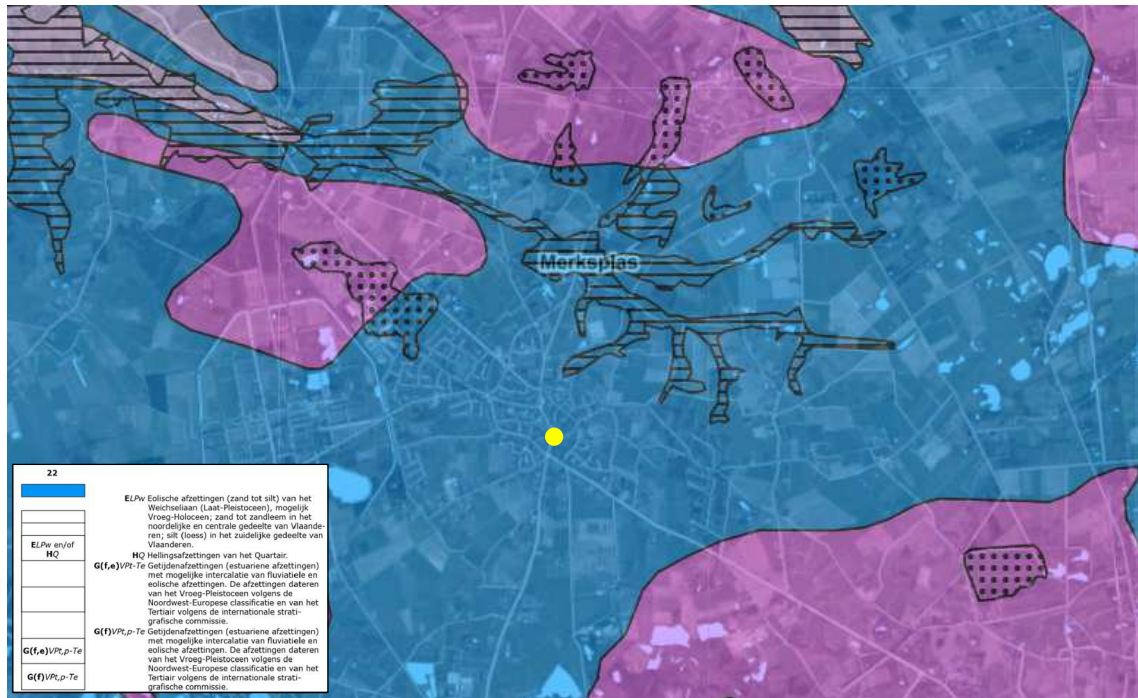 Merksplas
22
ELPw Eolische afzettingen (zand tot silt) van het
Weichseliaan (Laat-Pleistoceen), mogelijk
Vroeg-Holoceen; zand tot zandleem in het
noordelijke en centrale gedeelte van Vlaande-
ren; silt (loess) in het zuidelijke gedeelte van
Vlaanderen.
ELPw en/of
HQ
HQ Hellingsafzettingen van het Quartair.
G(f,e)VPt-Te Getijdenafzettingen (estuariene afzettingen)
met mogelijke intercalatie van fluviatiele en
eolische afzettingen. De afzettingen dateren
van het Vroeg-Pleistoceen volgens de
Noordwest-Europese classificatie en van het
Tertiair volgens de internationale strati-
grafische commissie.
G(f)VPt,p-Te Getijdenafzettingen (estuariene afzettingen)
met mogelijke intercalatie van fluviatiele en
eolische afzettingen. De afzettingen dateren
van het Vroeg-Pleistoceen volgens de
Noordwest-Europese classificatie en van het
Tertiair volgens de internationale strati-
grafische commissie.
G(f,e)VPt,p-Te
G(f)VPt,p-Te